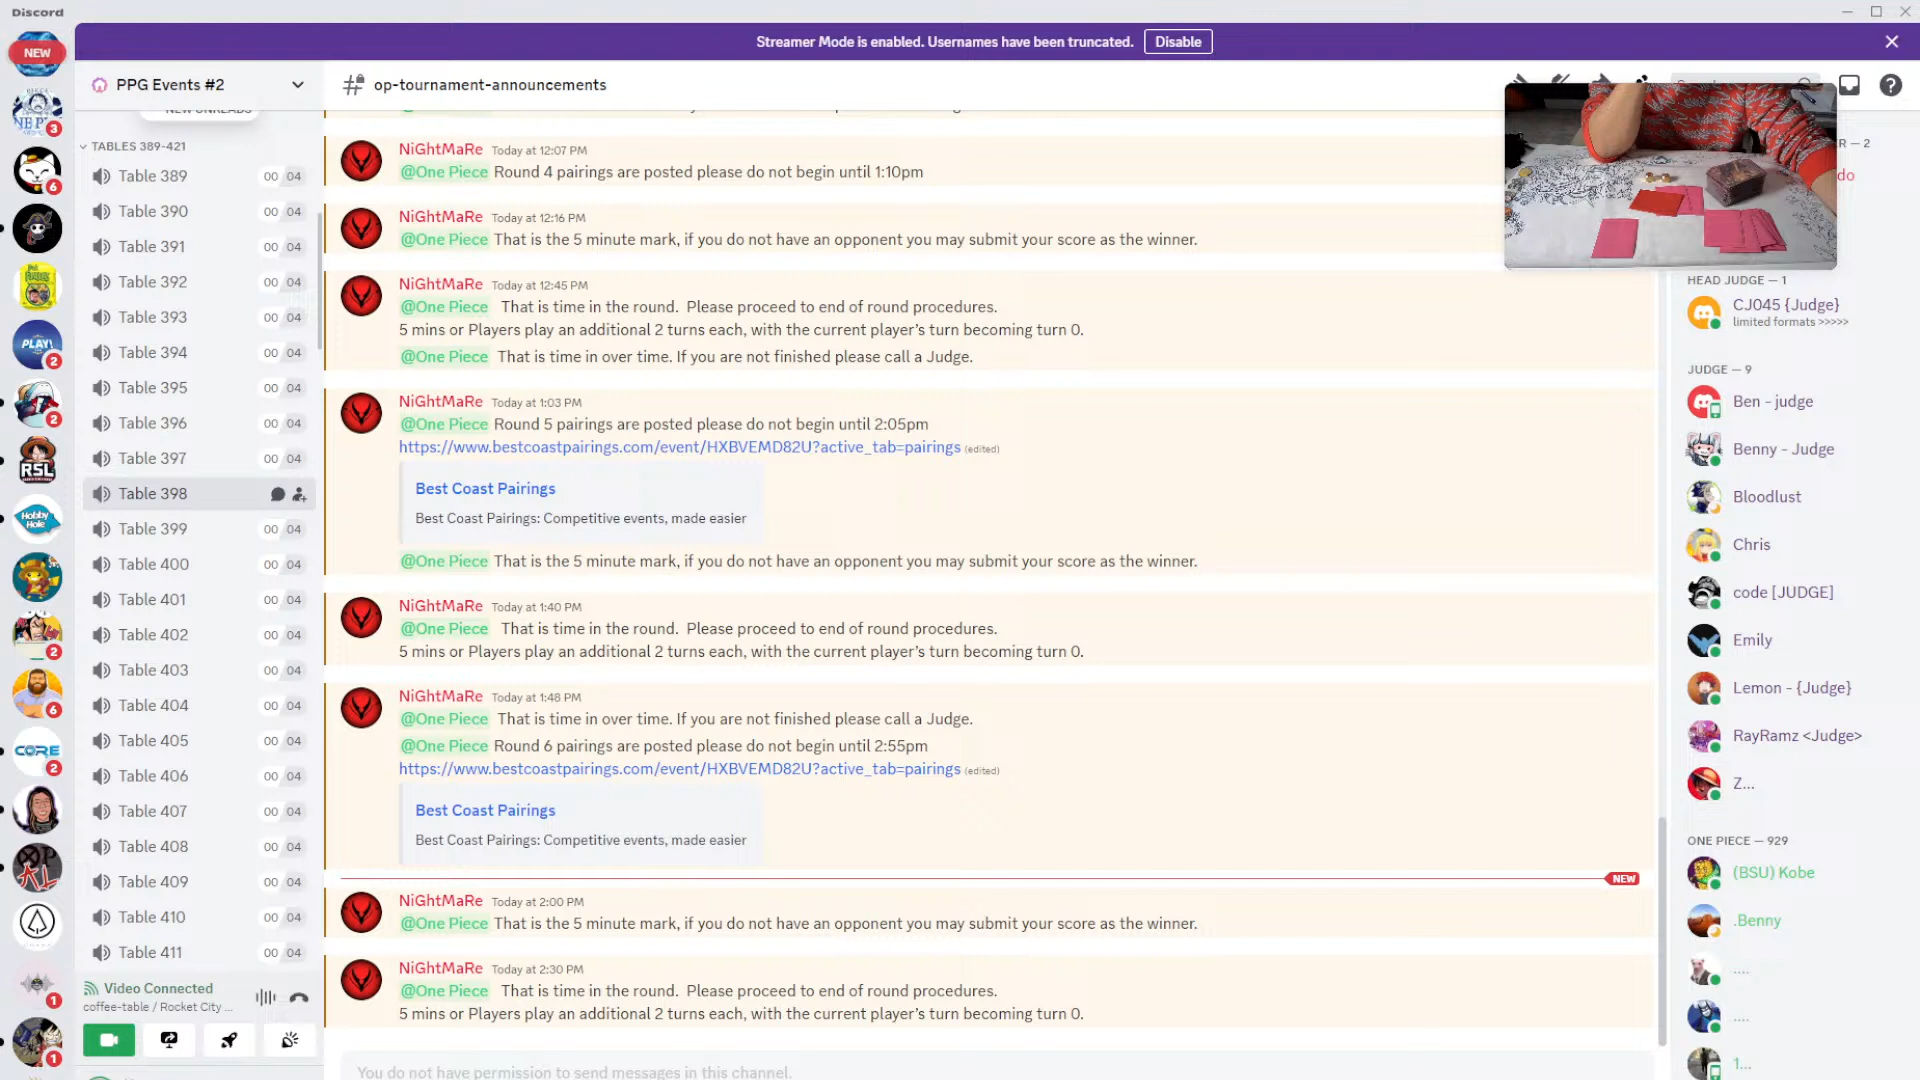 Discord
Streamer Mode is enabled. Usernames have been truncated.
Disable
NEW
3
6
2
2
RSL
Hobby Hole
2
6
CORE
2
1
1
PLAY!
PPG Events #2
NEW UNREADS
TABLES 389-421
Table 389 00 04
Table 390 00 04
Table 391 00 04
Table 392 00 04
Table 393 00 04
Table 394 00 04
Table 395 00 04
Table 396 00 04
Table 397 00 04
Table 398
Table 399 00 04
Table 400 00 04
Table 401 00 04
Table 402 00 04
Table 403 00 04
Table 404 00 04
Table 405 00 04
Table 406 00 04
Table 407 00 04
Table 408 00 04
Table 409 00 04
Table 410 00 04
Table 411 00 04
Video Connected
coffee-table / Rocket City ...
op-tournament-announcements
NiGhtMaRe Today at 12:07 PM
@One Piece Round 4 pairings are posted please do not begin until 1:10pm
NiGhtMaRe Today at 12:16 PM
@One Piece That is the 5 minute mark, if you do not have an opponent you may submit your score as the winner.
NiGhtMaRe Today at 12:45 PM
@One Piece That is time in the round. Please proceed to end of round procedures.
5 mins or Players play an additional 2 turns each, with the current player's turn becoming turn 0.
@One Piece That is time in over time. If you are not finished please call a Judge.
NiGhtMaRe Today at 1:03 PM
@One Piece Round 5 pairings are posted please do not begin until 2:05pm
https://www.bestcoastpairings.com/event/HXBVEMD82U?active_tab=pairings (edited)
Best Coast Pairings
Best Coast Pairings: Competitive events, made easier
@One Piece That is the 5 minute mark, if you do not have an opponent you may submit your score as the winner.
NiGhtMaRe Today at 1:40 PM
@One Piece That is time in the round. Please proceed to end of round procedures.
5 mins or Players play an additional 2 turns each, with the current player's turn becoming turn 0.
NiGhtMaRe Today at 1:48 PM
@One Piece That is time in over time. If you are not finished please call a Judge.
@One Piece Round 6 pairings are posted please do not begin until 2:55pm
https://www.bestcoastpairings.com/event/HXBVEMD82U?active_tab=pairings (edited)
Best Coast Pairings
Best Coast Pairings: Competitive events, made easier
NEW
NiGhtMaRe Today at 2:00 PM
@One Piece That is the 5 minute mark, if you do not have an opponent you may submit your score as the winner.
NiGhtMaRe Today at 2:30 PM
@One Piece That is time in the round. Please proceed to end of round procedures.
5 mins or Players play an additional 2 turns each, with the current player's turn becoming turn 0.
You do not have permission to send messages in this channel.
R — 2
do
HEAD JUDGE — 1
CJ045 {Judge}
limited formats >>>>>
JUDGE — 9
Ben - judge
Benny - Judge
Bloodlust
Chris
code [JUDGE]
Emily
Lemon - {Judge}
RayRamz <Judge>
Z...
ONE PIECE — 929
(BSU) Kobe
.Benny
....
....
1...